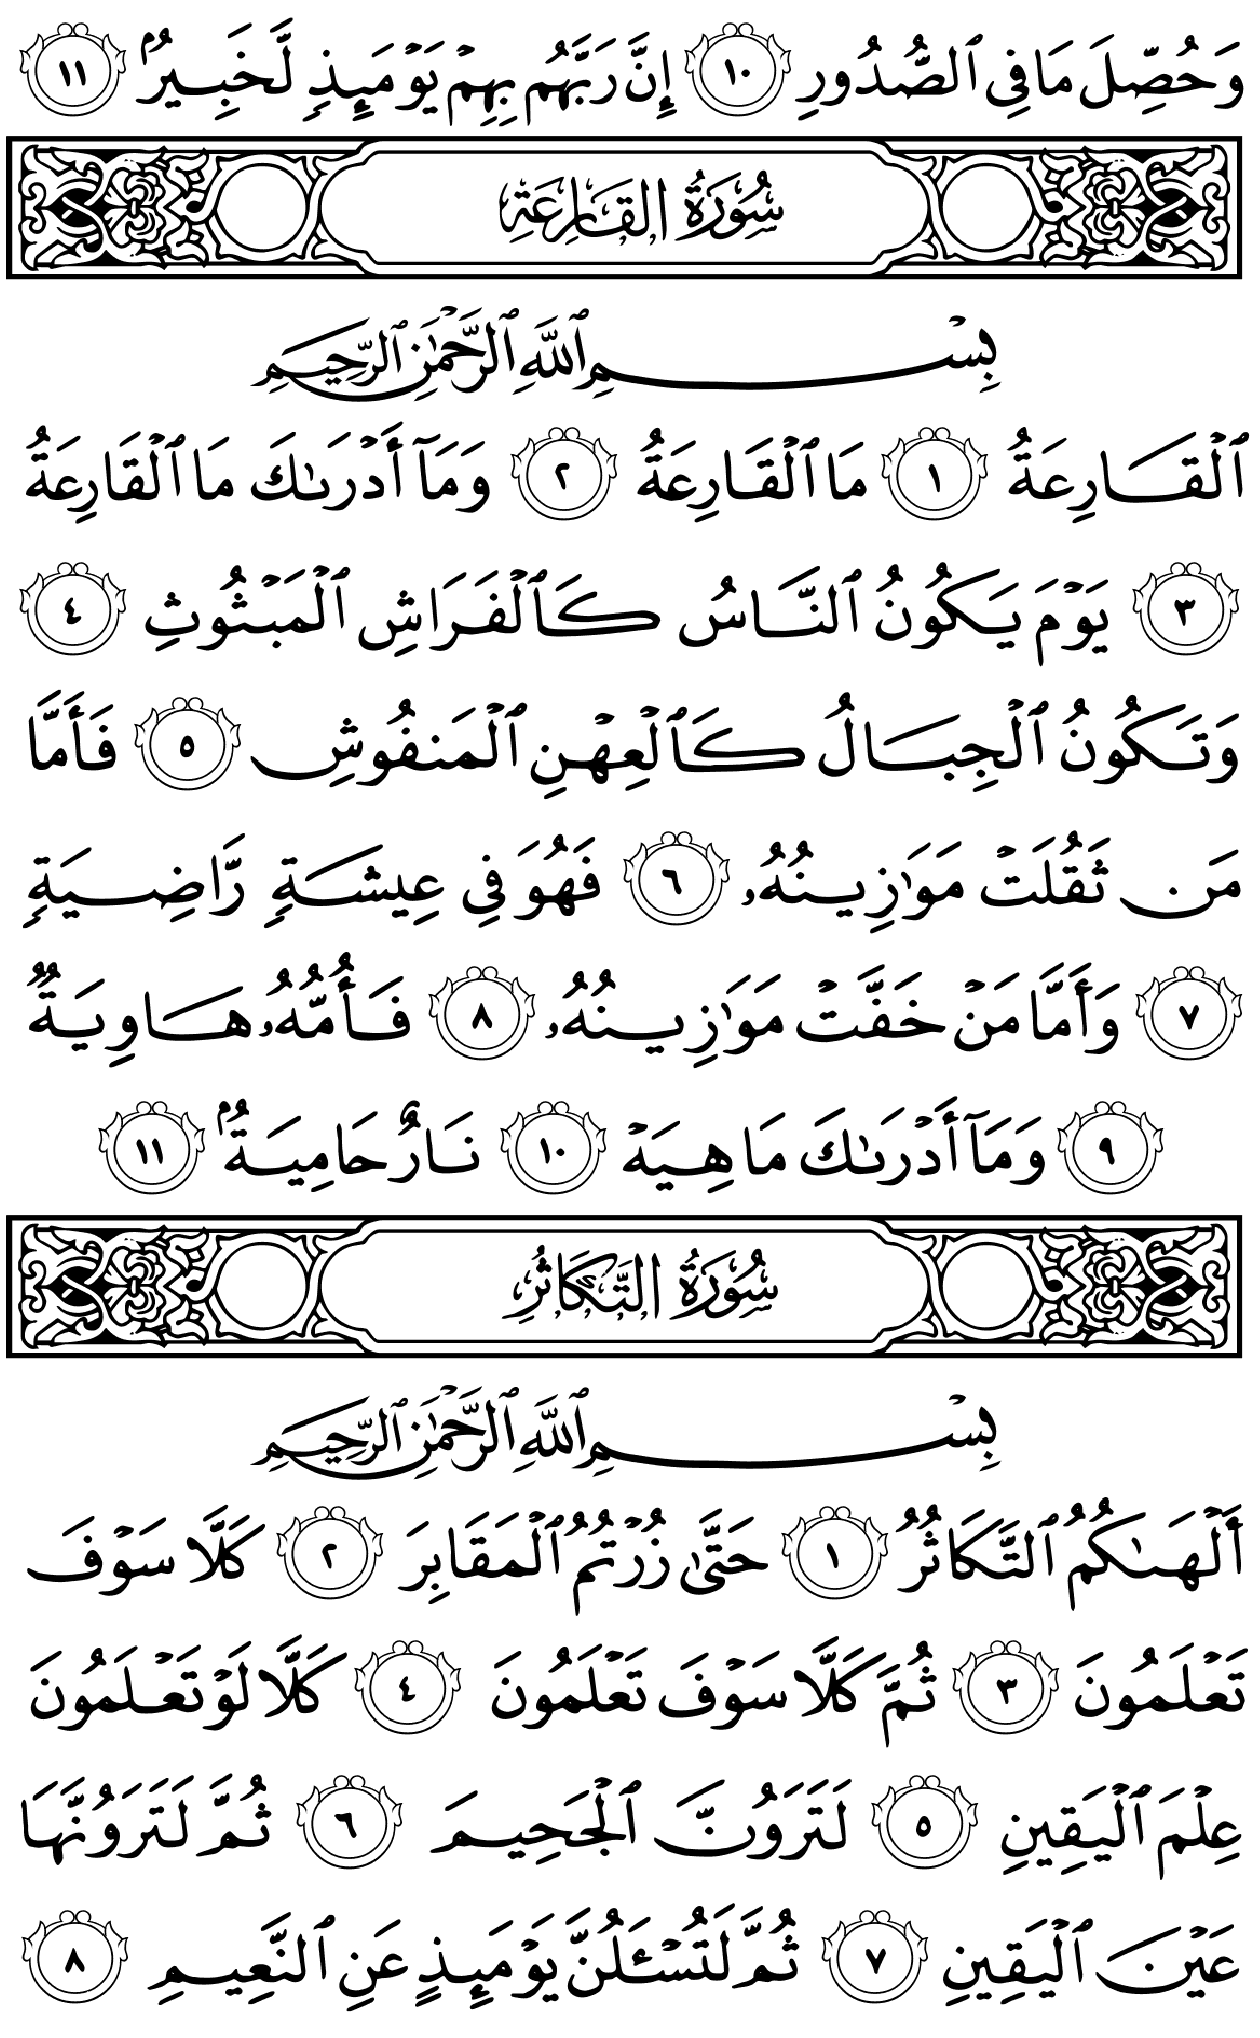 وَحُصِّلَ مَا فِي ٱلصُّدُورِ ١٠ إِنَّ رَبَّهُم بِهِمْ يَوْمَئِذٍ لَّخَبِيرٌۢ ١١
سُورَةُ القَارِعَةِ
بِسْمِ ٱللَّهِ ٱلرَّحْمَٰنِ ٱلرَّحِيمِ
ٱلْقَارِعَةُ ١ مَا ٱلْقَارِعَةُ ٢ وَمَآ أَدْرَىٰكَ مَا ٱلْقَارِعَةُ
٣ يَوْمَ يَكُونُ ٱلنَّاسُ كَٱلْفَرَاشِ ٱلْمَبْثُوثِ ٤
وَتَكُونُ ٱلْجِبَالُ كَٱلْعِهْنِ ٱلْمَنفُوشِ ٥ فَأَمَّا
مَن ثَقُلَتْ مَوَٰزِينُهُۥ ٦ فَهُوَ فِي عِيشَةٍ رَّاضِيَةٍ
٧ وَأَمَّا مَنْ خَفَّتْ مَوَٰزِينُهُۥ ٨ فَأُمُّهُۥ هَاوِيَةٌ
٩ وَمَآ أَدْرَىٰكَ مَا هِيَهْ ١٠ نَارٌ حَامِيَةٌۢ ١١
سُورَةُ التَّكَاثُرِ
بِسْمِ ٱللَّهِ ٱلرَّحْمَٰنِ ٱلرَّحِيمِ
أَلْهَىٰكُمُ ٱلتَّكَاثُرُ ١ حَتَّىٰ زُرْتُمُ ٱلْمَقَابِرَ ٢ كَلَّا سَوْفَ
تَعْلَمُونَ ٣ ثُمَّ كَلَّا سَوْفَ تَعْلَمُونَ ٤ كَلَّا لَوْ تَعْلَمُونَ
عِلْمَ ٱلْيَقِينِ ٥ لَتَرَوُنَّ ٱلْجَحِيمَ ٦ ثُمَّ لَتَرَوُنَّهَا
عَيْنَ ٱلْيَقِينِ ٧ ثُمَّ لَتُسْـَٔلُنَّ يَوْمَئِذٍ عَنِ ٱلنَّعِيمِ ٨